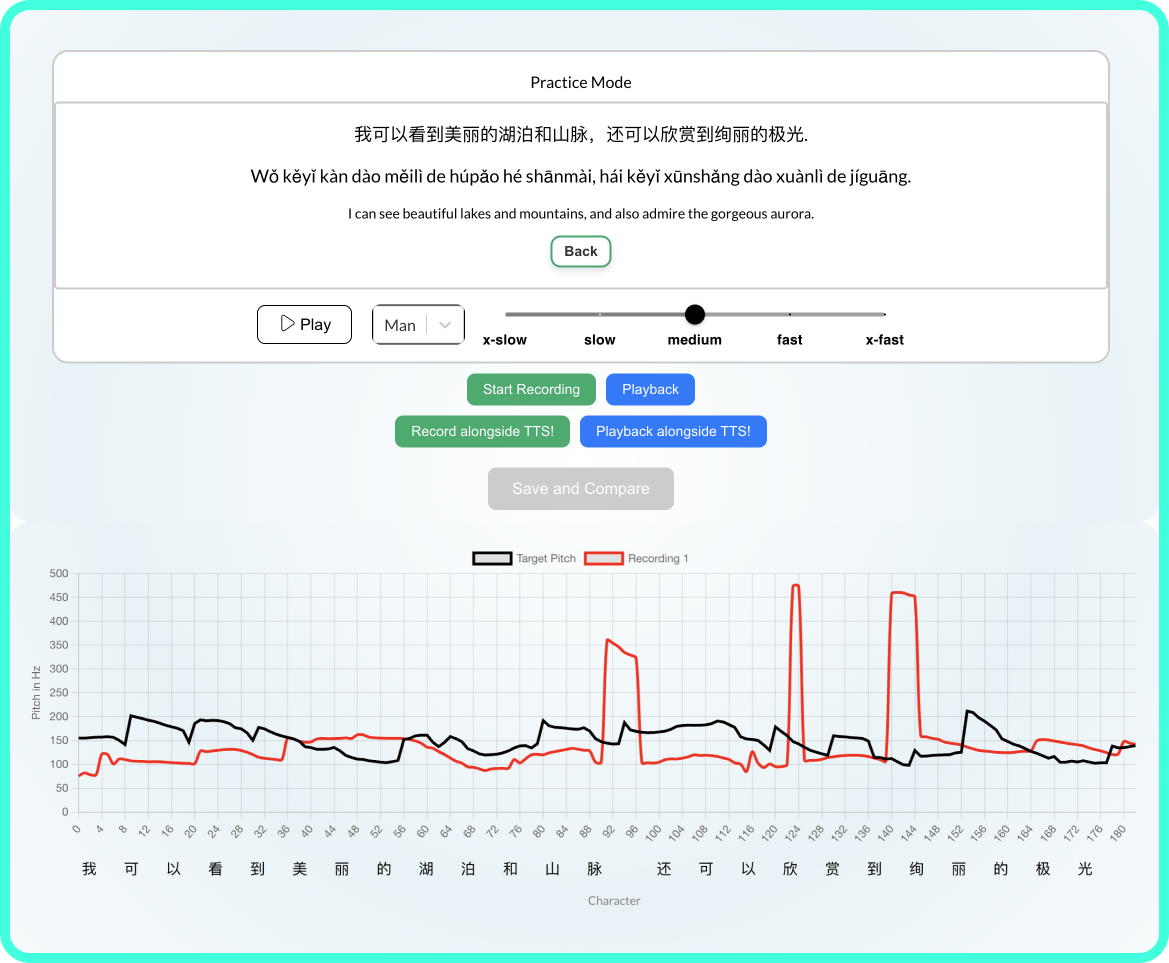 Practice Mode
我可以看到美丽的湖泊和山脉，还可以欣赏到绚丽的极光.
Wǒ kěyǐ kàn dào měilì de húpǎo hé shānmài, hái kěyǐ xūnshǎng dào xuànlì de jíguāng.
I can see beautiful lakes and mountains, and also admire the gorgeous aurora.
Back
Play Man x-slow slow medium fast x-fast
Start Recording Playback
Record alongside TTS! Playback alongside TTS!
Save and Compare
Target Pitch Recording 1
Pitch in Hz
500
450
400
350
300
250
200
150
100
50
0
0 4 8 12 16 20 24 28 32 36 40 44 48 52 56 60 64 68 72 76 80 84 88 92 96 100 104 108 112 116 120 124 128 132 136 140 144 148 152 156 160 164 168 172 176 180
我 可 以 看 到 美 丽 的 湖 泊 和 山 脉 还 可 以 欣 赏 到 绚 丽 的 极 光
Character